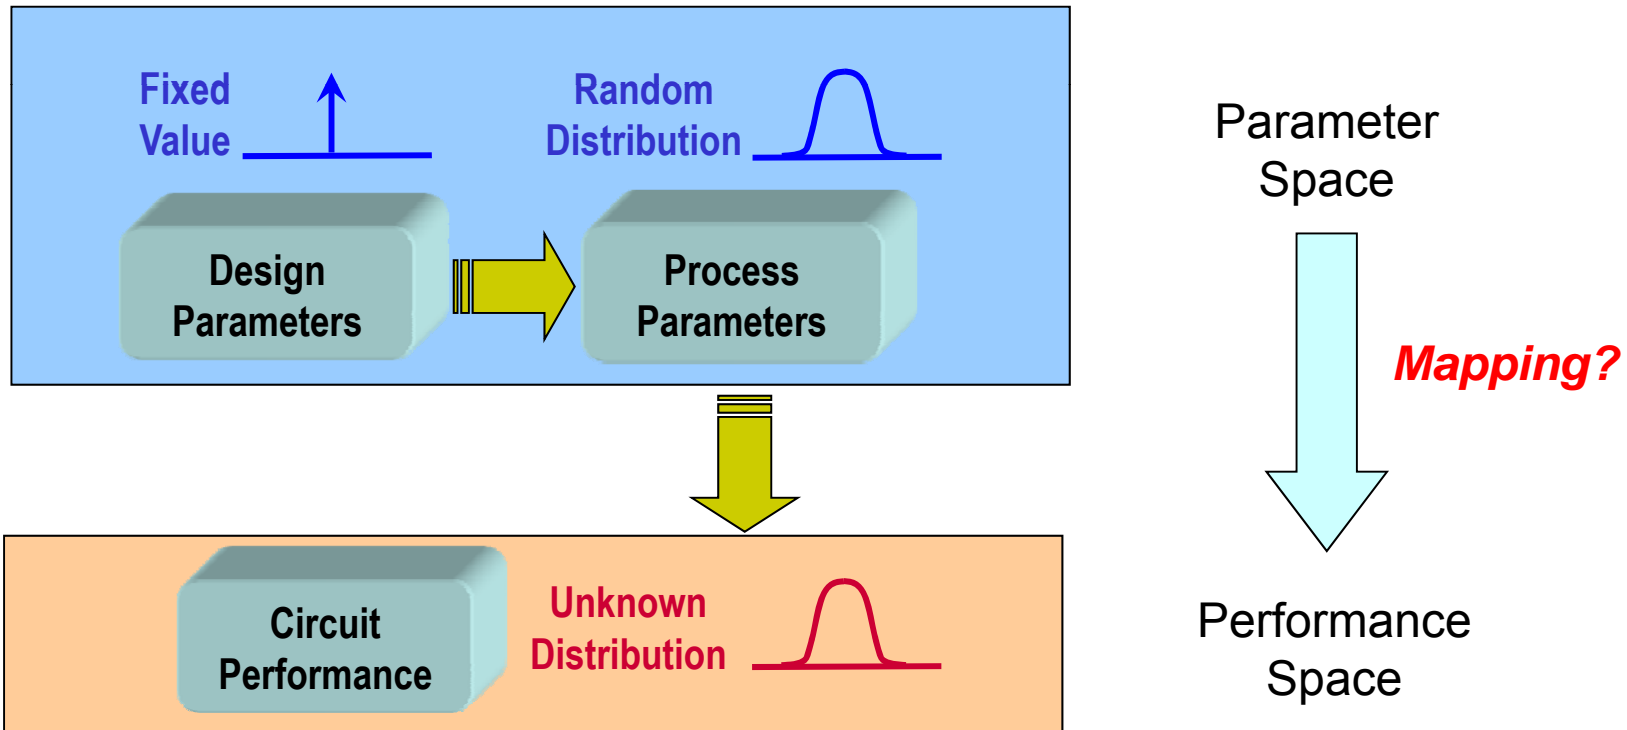 Fixed
Value
Random
Distribution
Design
Parameters
Process
Parameters
Parameter
Space
Mapping?
Circuit
Performance
Unknown
Distribution
Performance
Space